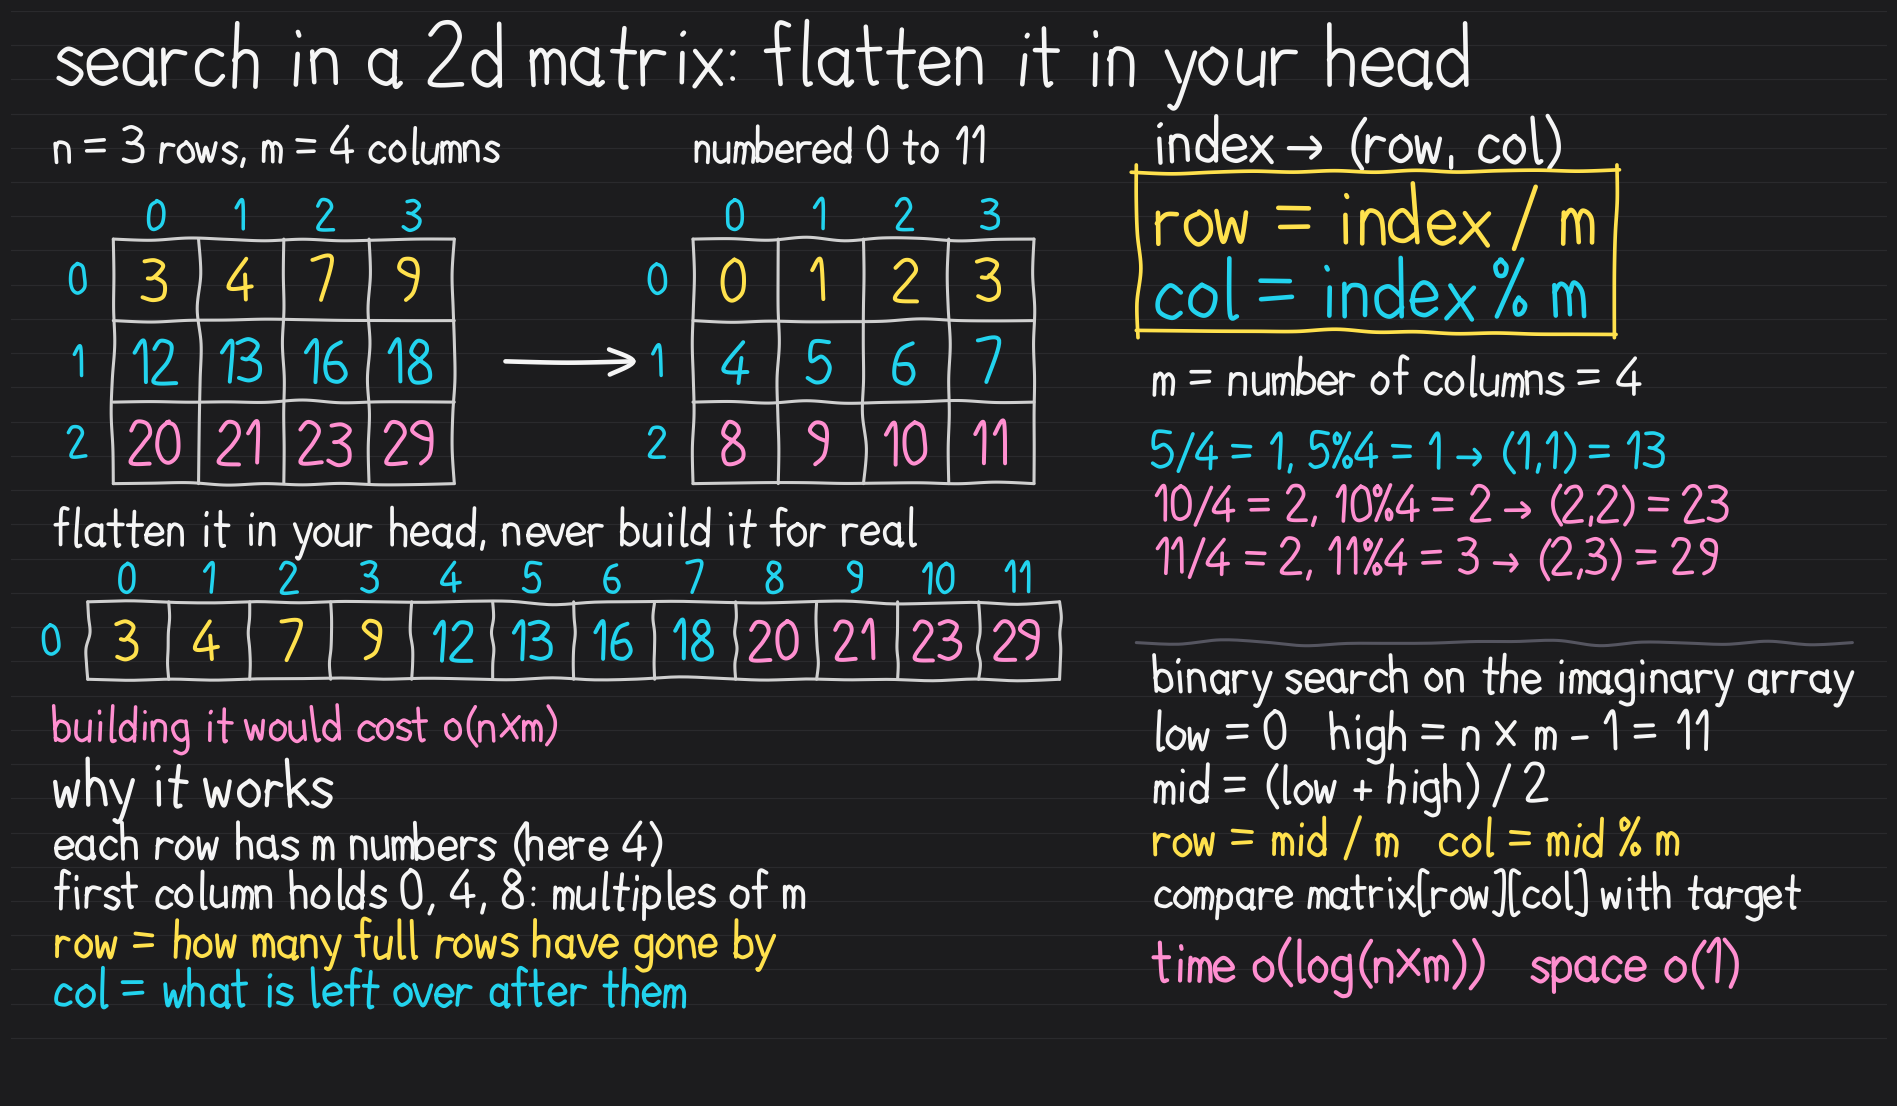 search in a 2d matrix: flatten it in your head
n = 3 rows, m = 4 columns
0 1 2 3
0 3 4 7 9
1 12 13 16 18
2 20 21 23 29
numbered 0 to 11
0 1 2 3
0 0 1 2 3
1 4 5 6 7
2 8 9 10 11
flatten it in your head, never build it for real
0 1 2 3 4 5 6 7 8 9 10 11
0 3 4 7 9 12 13 16 18 20 21 23 29
building it would cost o(n×m)
why it works
each row has m numbers (here 4)
first column holds 0, 4, 8: multiples of m
row = how many full rows have gone by
col = what is left over after them
index → (row, col)
row = index / m
col = index % m
m = number of columns = 4
5/4 = 1, 5%4 = 1 → (1,1) = 13
10/4 = 2, 10%4 = 2 → (2,2) = 23
11/4 = 2, 11%4 = 3 → (2,3) = 29
binary search on the imaginary array
low = 0 high = n × m - 1 = 11
mid = (low + high) / 2
row = mid / m col = mid % m
compare matrix[row][col] with target
time o(log(n×m)) space o(1)